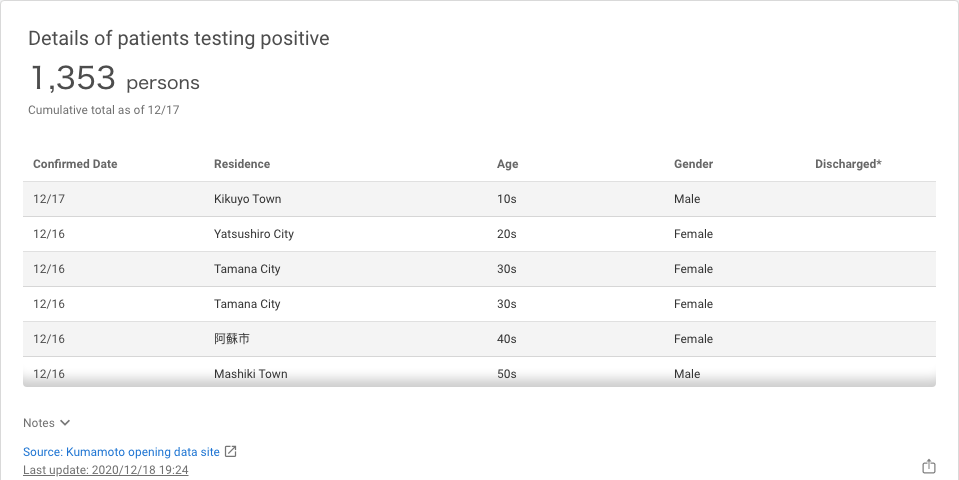 Details of patients testing positive
1,353 persons
Cumulative total as of 12/17
Confirmed Date Residence Age Gender Discharged*
12/17 Kikuyo Town 10s Male
12/16 Yatsushiro City 20s Female
12/16 Tamana City 30s Female
12/16 Tamana City 30s Female
12/16 阿蘇市 40s Female
12/16 Mashiki Town 50s Male
Notes
Source: Kumamoto opening data site
Last update: 2020/12/18 19:24